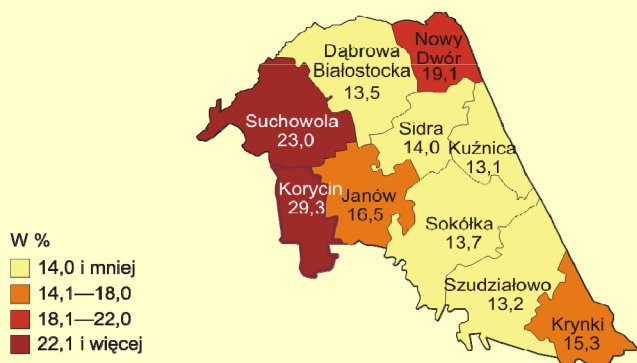 Nowy
Dwór
19,1
Dąbrowa
Białostocka
13,5
Suchowola
23,0
Sidra
14,0
Kuźnica
13,1
Korycin
29,3
Janów
16,5
Sokółka
13,7
Szudziałowo
13,2
Krynki
15,3
W %
14,0 i mniej
14,1—18,0
18,1—22,0
22,1 i więcej